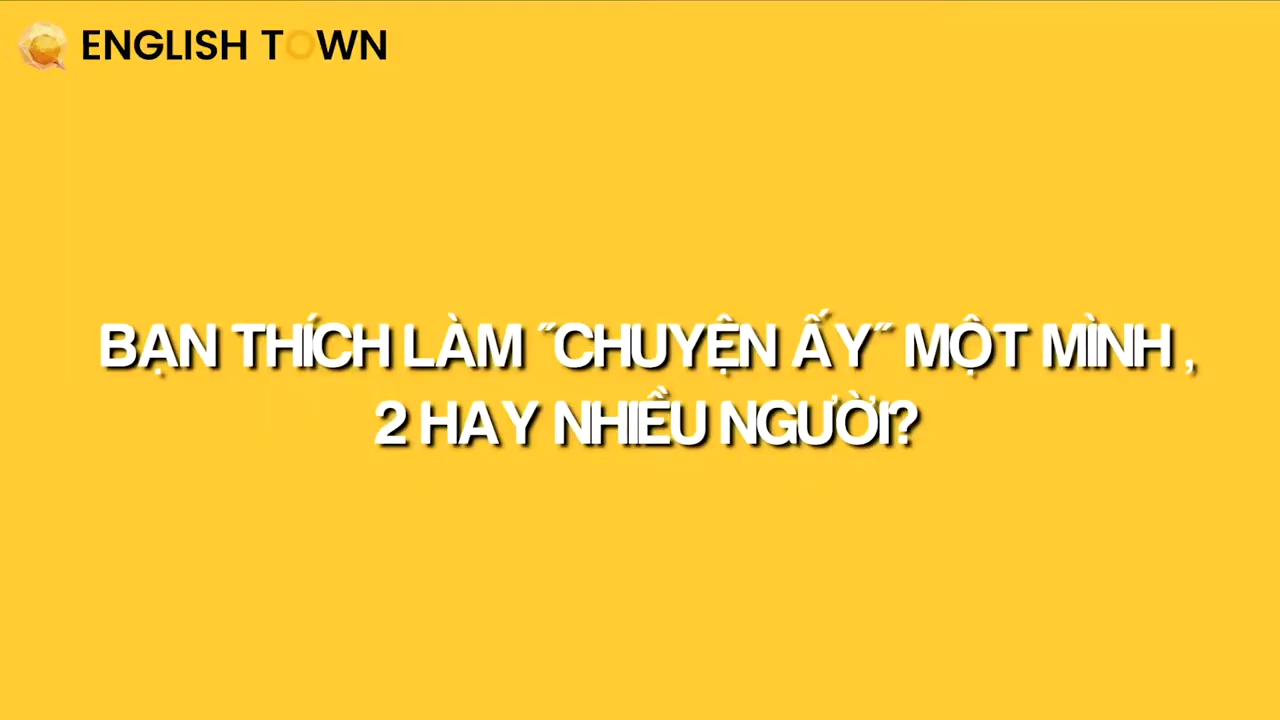 ENGLISH TOWN
BẠN THÍCH LÀM "CHUYỆN ẤY" MỘT MÌNH ,
2 HAY NHIỀU NGƯỜI?